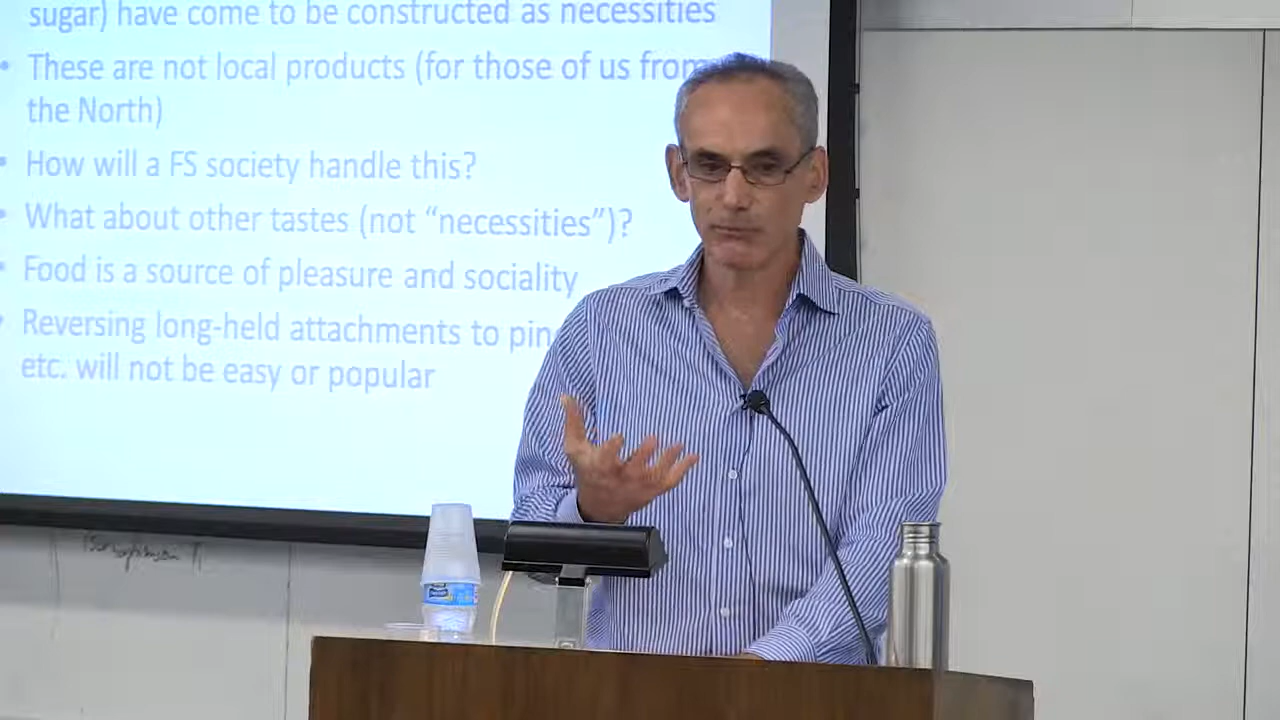 sugar) have come to be constructed as necessities
• These are not local products (for those of us from
the North)
• How will a FS society handle this?
• What about other tastes (not “necessities”)?
• Food is a source of pleasure and sociality
• Reversing long-held attachments to
etc. will not be easy or popular